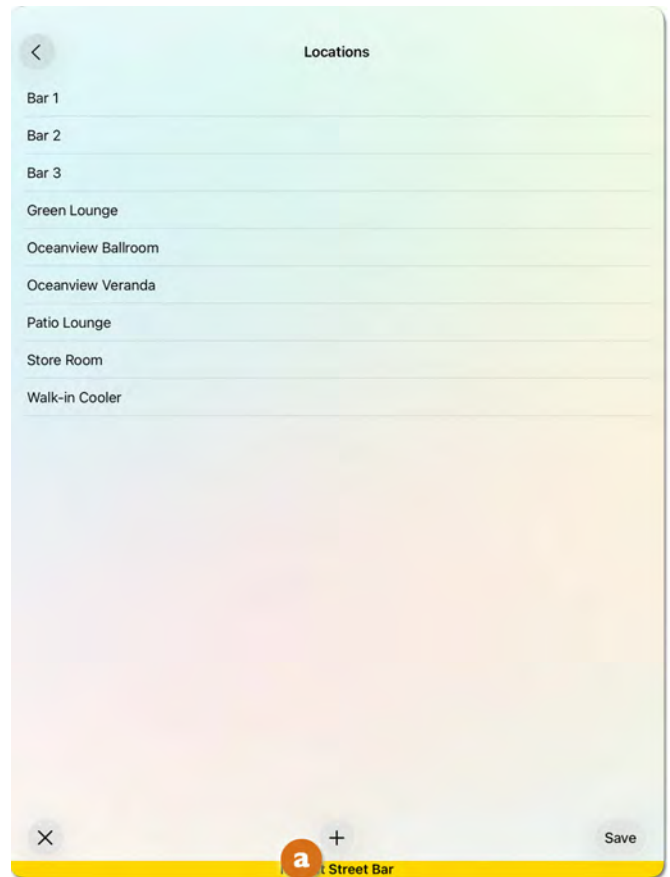 Locations
Bar 1
Bar 2
Bar 3
Green Lounge
Oceanview Ballroom
Oceanview Veranda
Patio Lounge
Store Room
Walk-in Cooler
Save
a
Street Bar